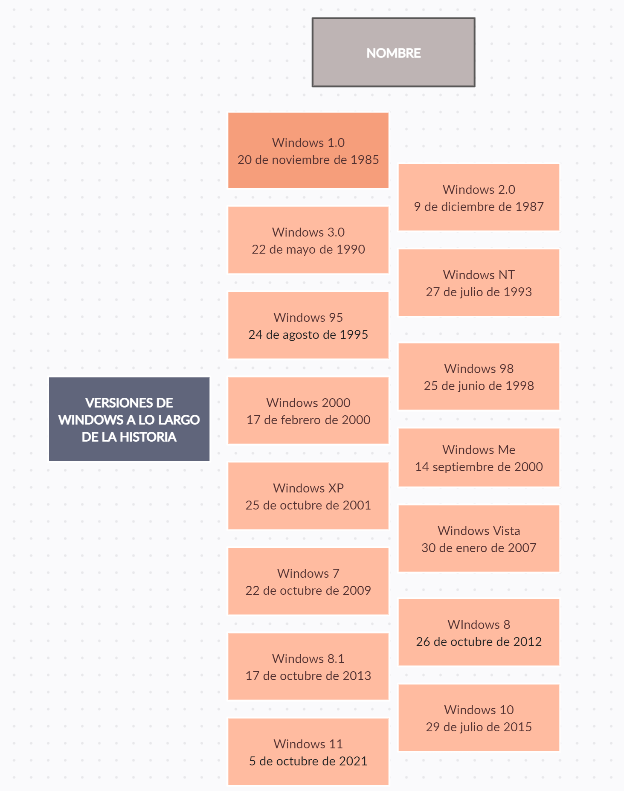 NOMBRE
Windows 1.0
20 de noviembre de 1985
Windows 2.0
9 de diciembre de 1987
Windows 3.0
22 de mayo de 1990
Windows NT
27 de julio de 1993
Windows 95
24 de agosto de 1995
Windows 98
25 de junio de 1998
VERSIONES DE
WINDOWS A LO LARGO
DE LA HISTORIA
Windows 2000
17 de febrero de 2000
Windows Me
14 septiembre de 2000
Windows XP
25 de octubre de 2001
Windows Vista
30 de enero de 2007
Windows 7
22 de octubre de 2009
WIndows 8
26 de octubre de 2012
Windows 8.1
17 de octubre de 2013
Windows 10
29 de julio de 2015
Windows 11
5 de octubre de 2021